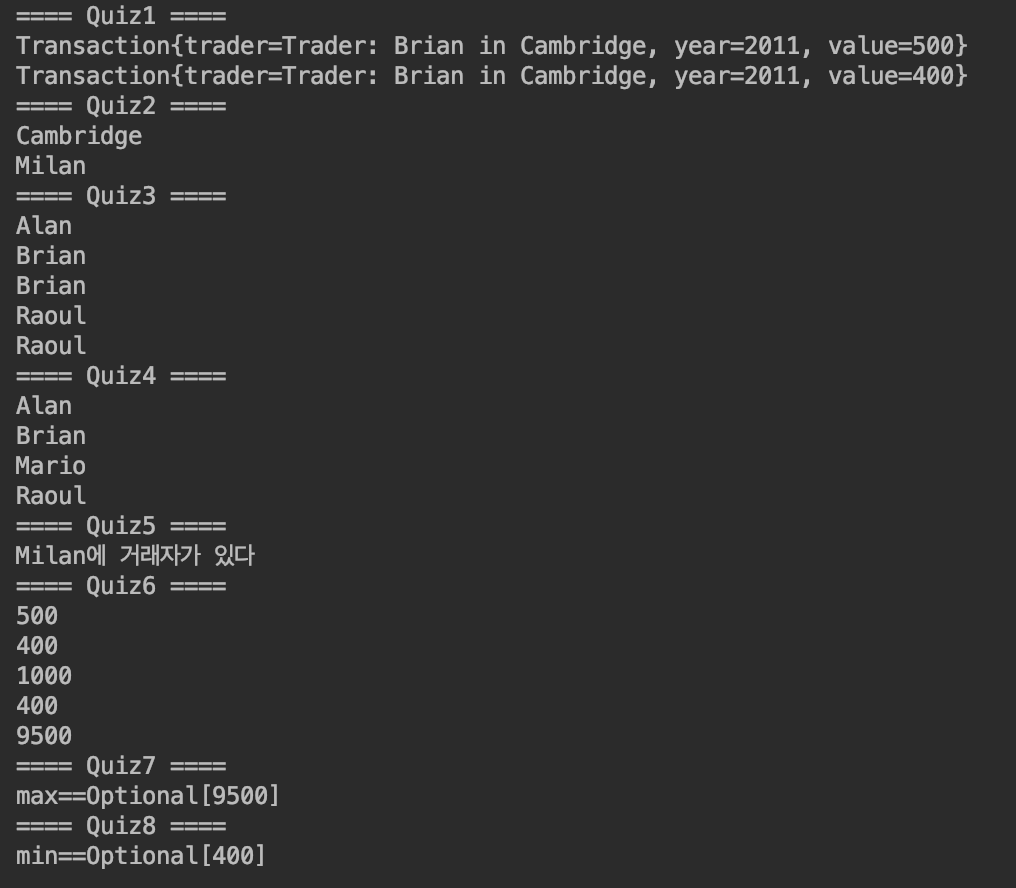 ==== Quiz1 ====
Transaction{trader=Trader: Brian in Cambridge, year=2011, value=500}
Transaction{trader=Trader: Brian in Cambridge, year=2011, value=400}
==== Quiz2 ====
Cambridge
Milan
==== Quiz3 ====
Alan
Brian
Brian
Raoul
Raoul
==== Quiz4 ====
Alan
Brian
Mario
Raoul
==== Quiz5 ====
Milan에 거래자가 있다
==== Quiz6 ====
500
400
1000
400
9500
==== Quiz7 ====
max==Optional[9500]
==== Quiz8 ====
min==Optional[400]